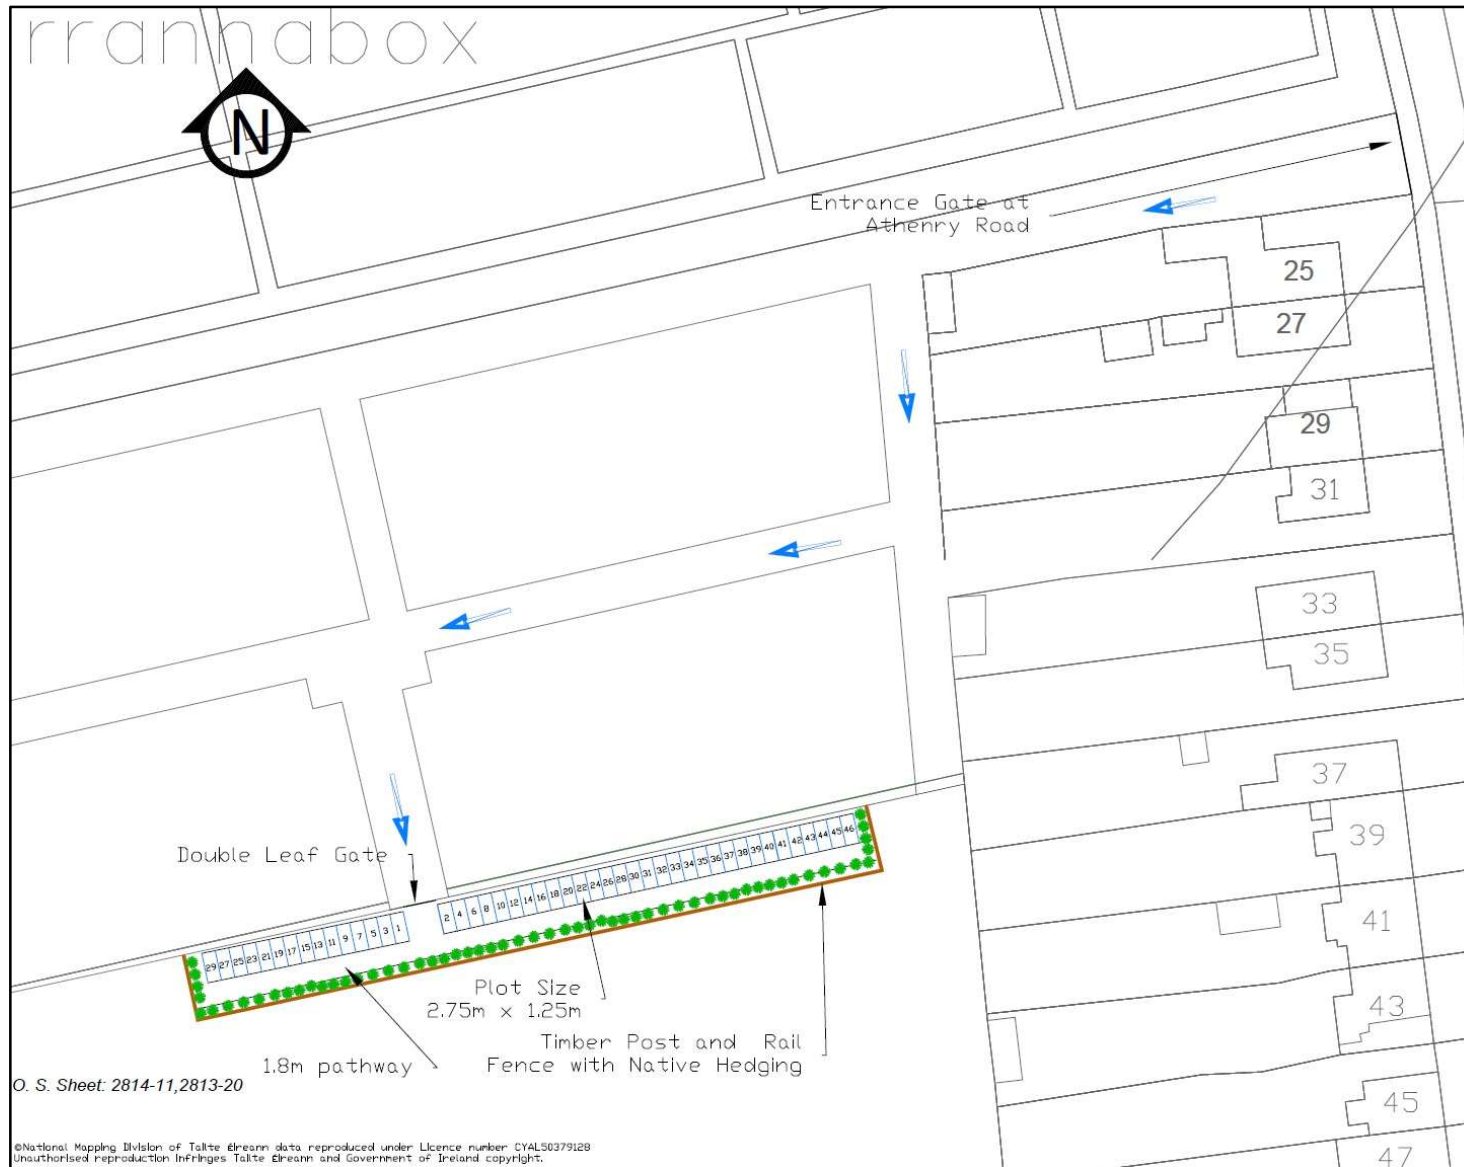 rrannabox
N
Entrance Gate at
Athenry Road
25
27
29
31
33
35
37
39
41
43
45
47
Double Leaf Gate
29 27 25 23 21 19 17 15 13 11 9 7 5 3 1
2 4 6 8 10 12 14 16 18 20 22 24 26 28 30 31 32 33 34 35 36 37 38 39 40 41 42 43 44 45 46
Plot Size
2.75m x 1.25m
Timber Post and Rail
Fence with Native Hedging
1.8m pathway
O. S. Sheet: 2814-11,2813-20
©National Mapping Division of Tailte Éireann data reproduced under Licence number CYAL50379128
Unauthorised reproduction infringes Tailte Éireann and Government of Ireland copyright.